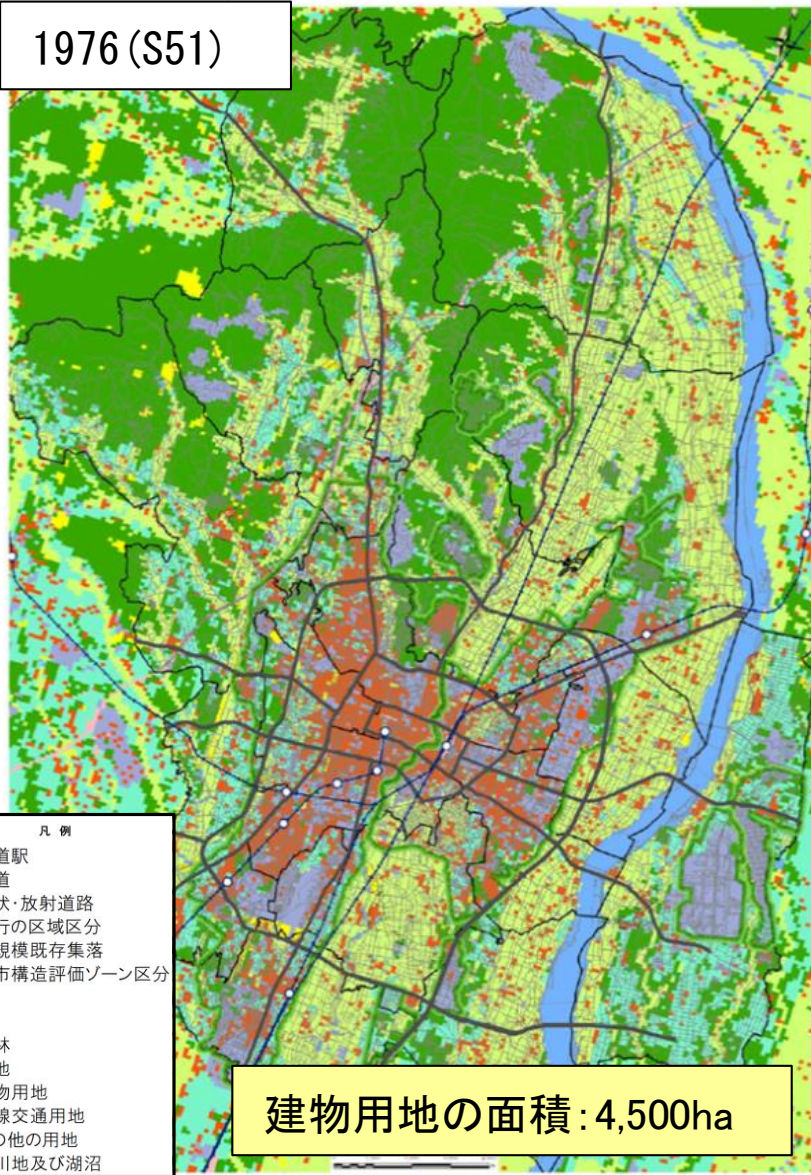 1976(S51)
凡 例
道駅
道
状・放射道路
行の区域区分
規模既存集落
市構造評価ゾーン区分
林
地
物用地
線交通用地
の他の用地
川地及び湖沼
建物用地の面積:4,500ha